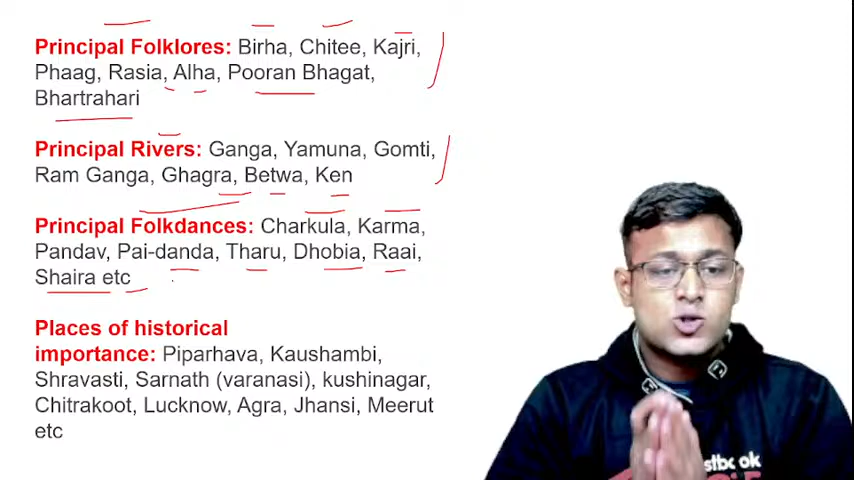 Principal Folklores: Birha, Chitee, Kajri,
Phaag, Rasia, Alha, Pooran Bhagat,
Bhartrahari
Principal Rivers: Ganga, Yamuna, Gomti,
Ram Ganga, Ghagra, Betwa, Ken
Principal Folkdances: Charkula, Karma,
Pandav, Pai-danda, Tharu, Dhobia, Raai,
Shaira etc
Places of historical
importance: Piparhava, Kaushambi,
Shravasti, Sarnath (varanasi), kushinagar,
Chitrakoot, Lucknow, Agra, Jhansi, Meerut
etc
stbook